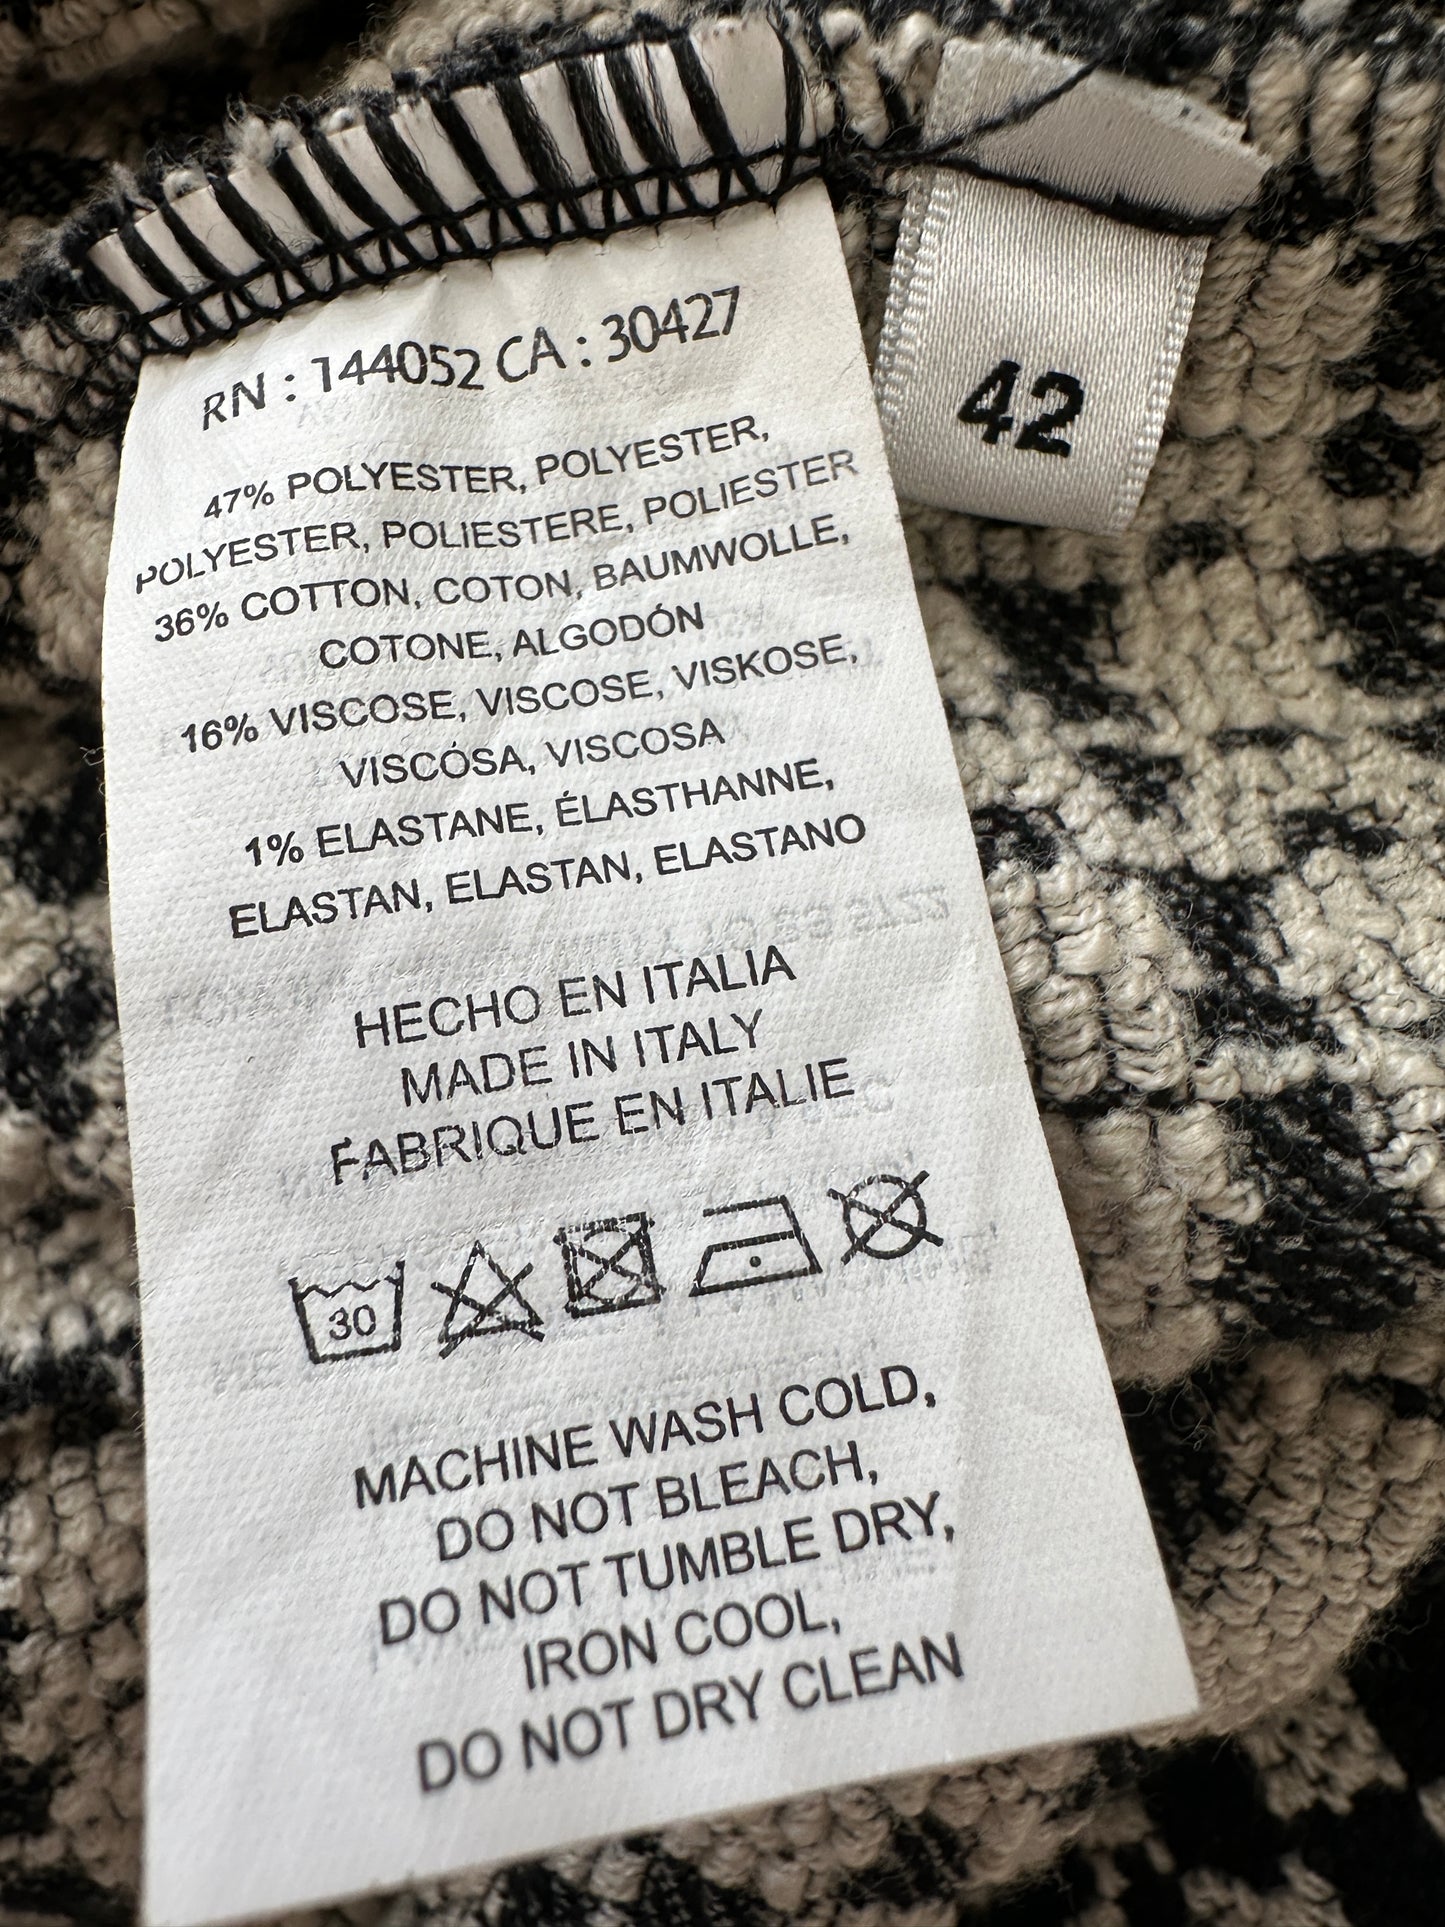 RN : 144052 CA : 30427
42
47% POLYESTER, POLYESTER,
POLYESTER, POLIESTERE, POLIESTER
36% COTTON, COTON, BAUMWOLLE,
COTONE, ALGODÓN
16% VISCOSE, VISCOSE, VISKOSE,
VISCÓSA, VISCOSA
1% ELASTANE, ÉLASTHANNE,
ELASTAN, ELASTAN, ELASTANO
HECHO EN ITALIA
MADE IN ITALY
FABRIQUE EN ITALIE
30
MACHINE WASH COLD,
DO NOT BLEACH,
DO NOT TUMBLE DRY,
IRON COOL,
DO NOT DRY CLEAN